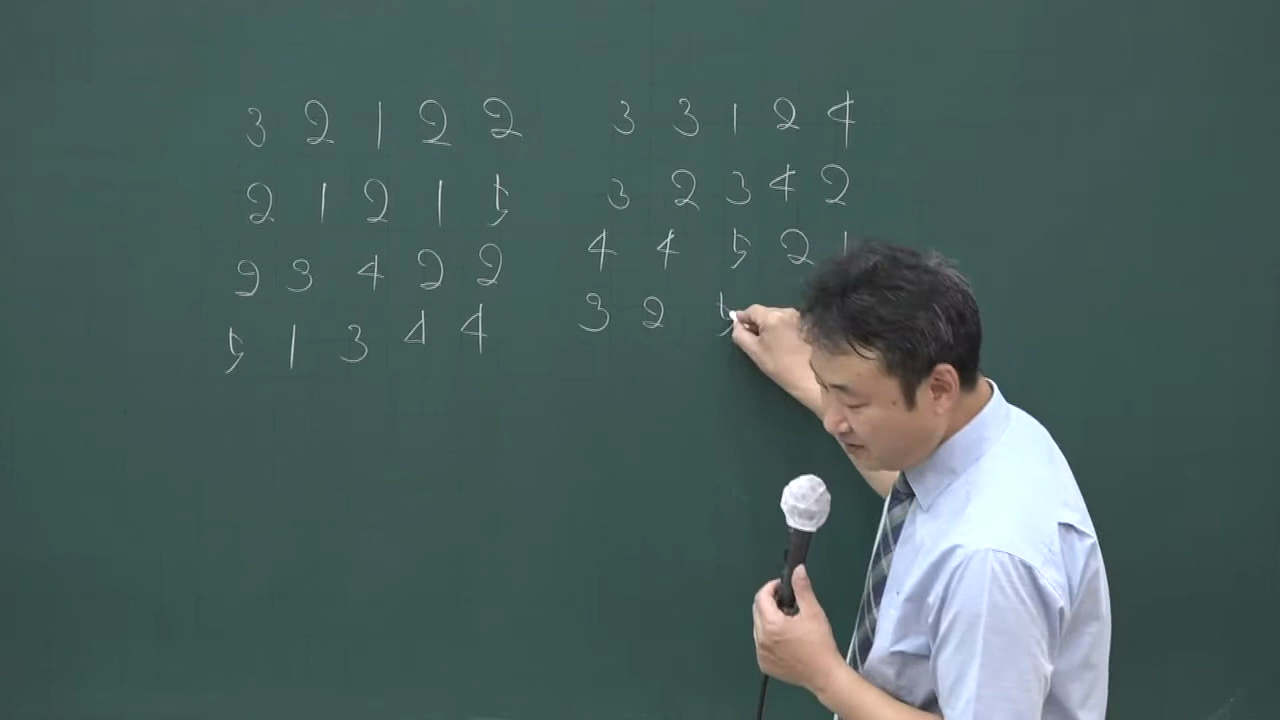 3 2 1 2 2
2 1 2 1 5
2 3 4 2 2
5 1 3 4 4
3 3 1 2 4
3 2 3 4 2
4 4 5 2 1
3 2 5